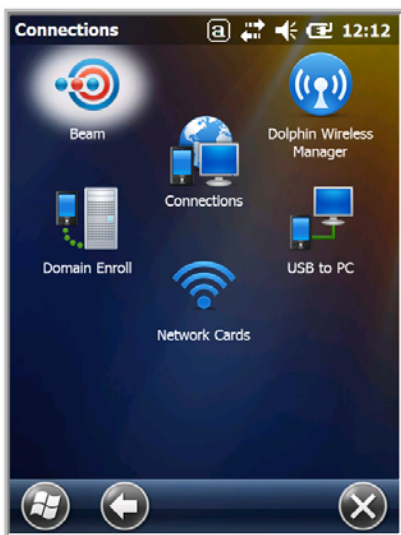 Connections
a
12:12
Beam
Dolphin Wireless
Manager
Connections
Domain Enroll
USB to PC
Network Cards